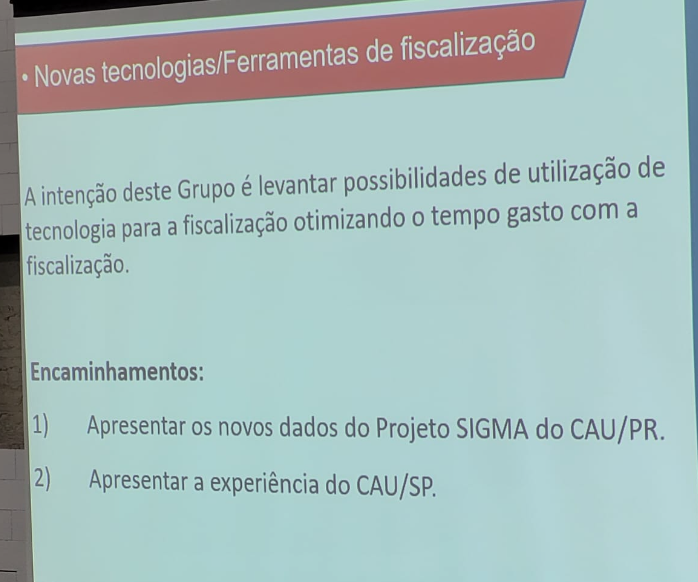 • Novas tecnologias/Ferramentas de fiscalização
A intenção deste Grupo é levantar possibilidades de utilização de
tecnologia para a fiscalização otimizando o tempo gasto com a
fiscalização.
Encaminhamentos:
1) Apresentar os novos dados do Projeto SIGMA do CAU/PR.
2) Apresentar a experiência do CAU/SP.